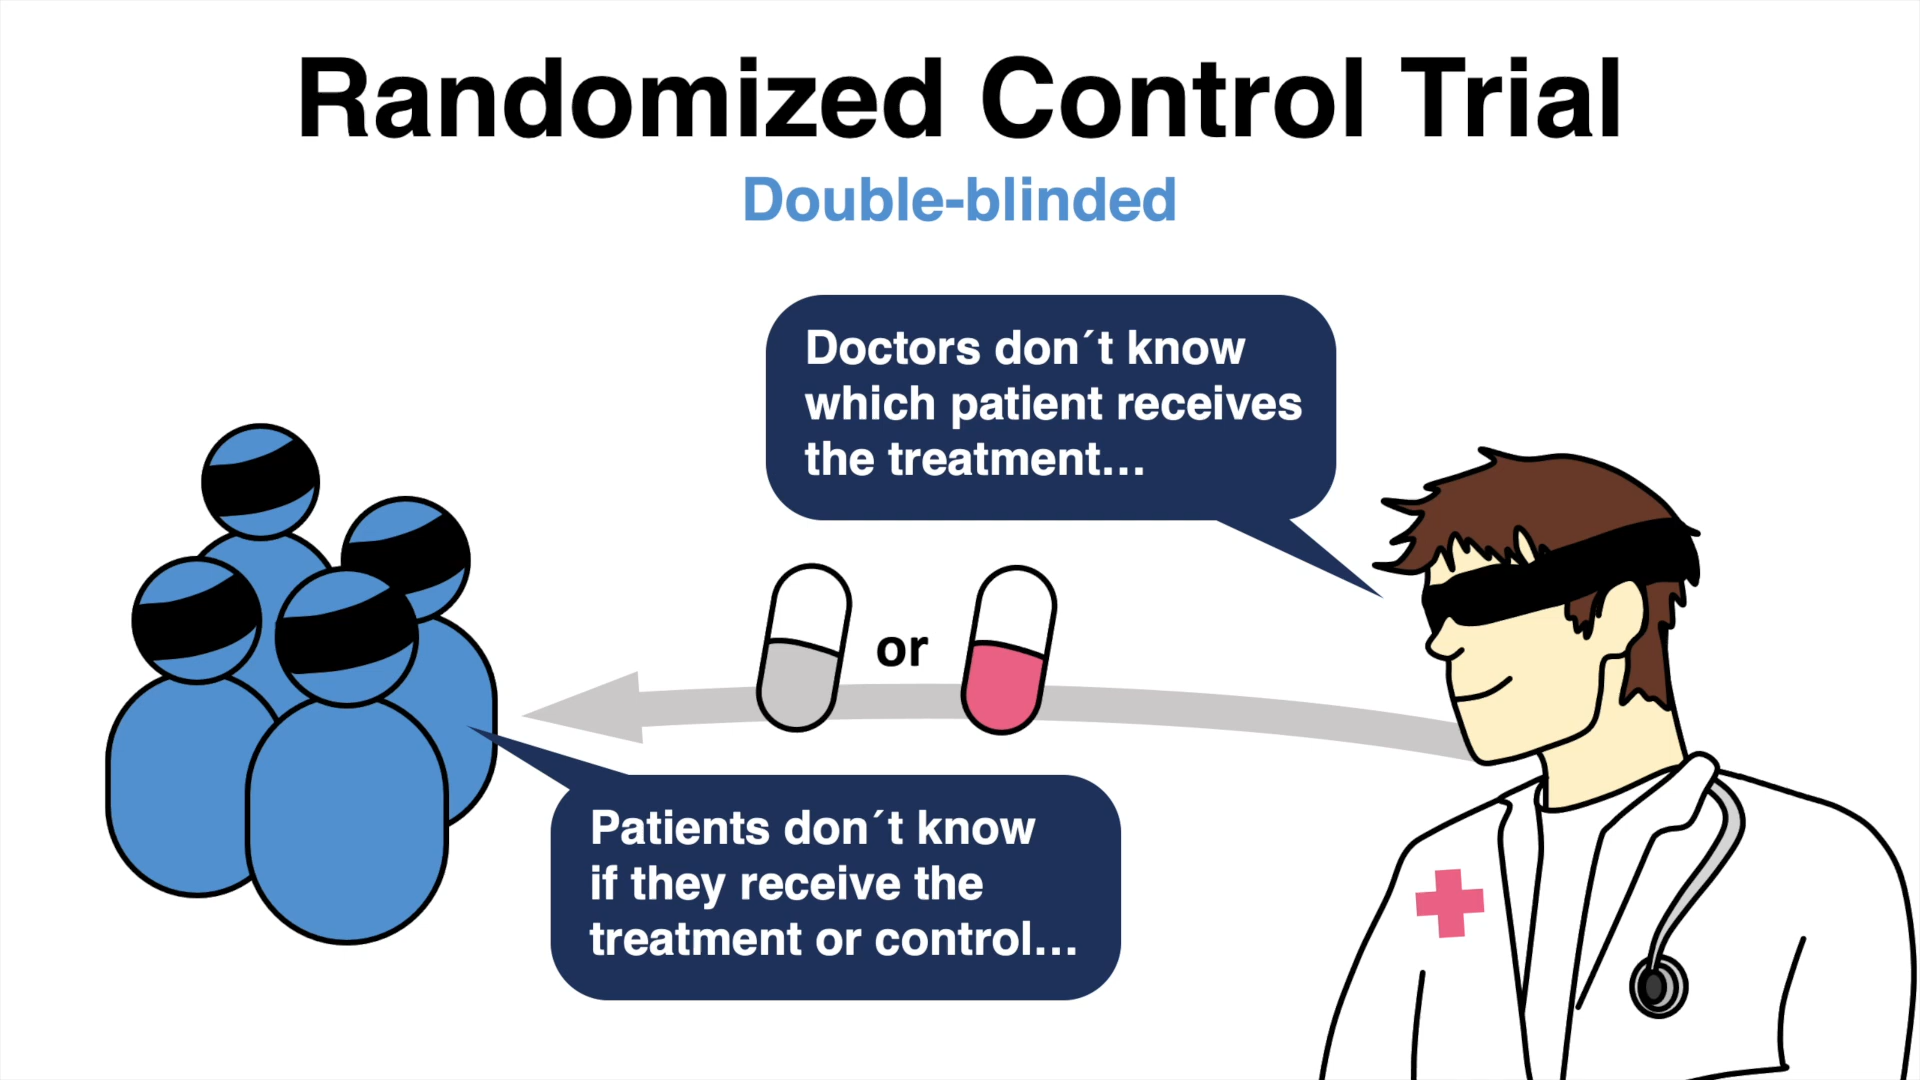 Randomized Control Trial
Double-blinded
Doctors don´t know
which patient receives
the treatment...
or
Patients don´t know
if they receive the
treatment or control...